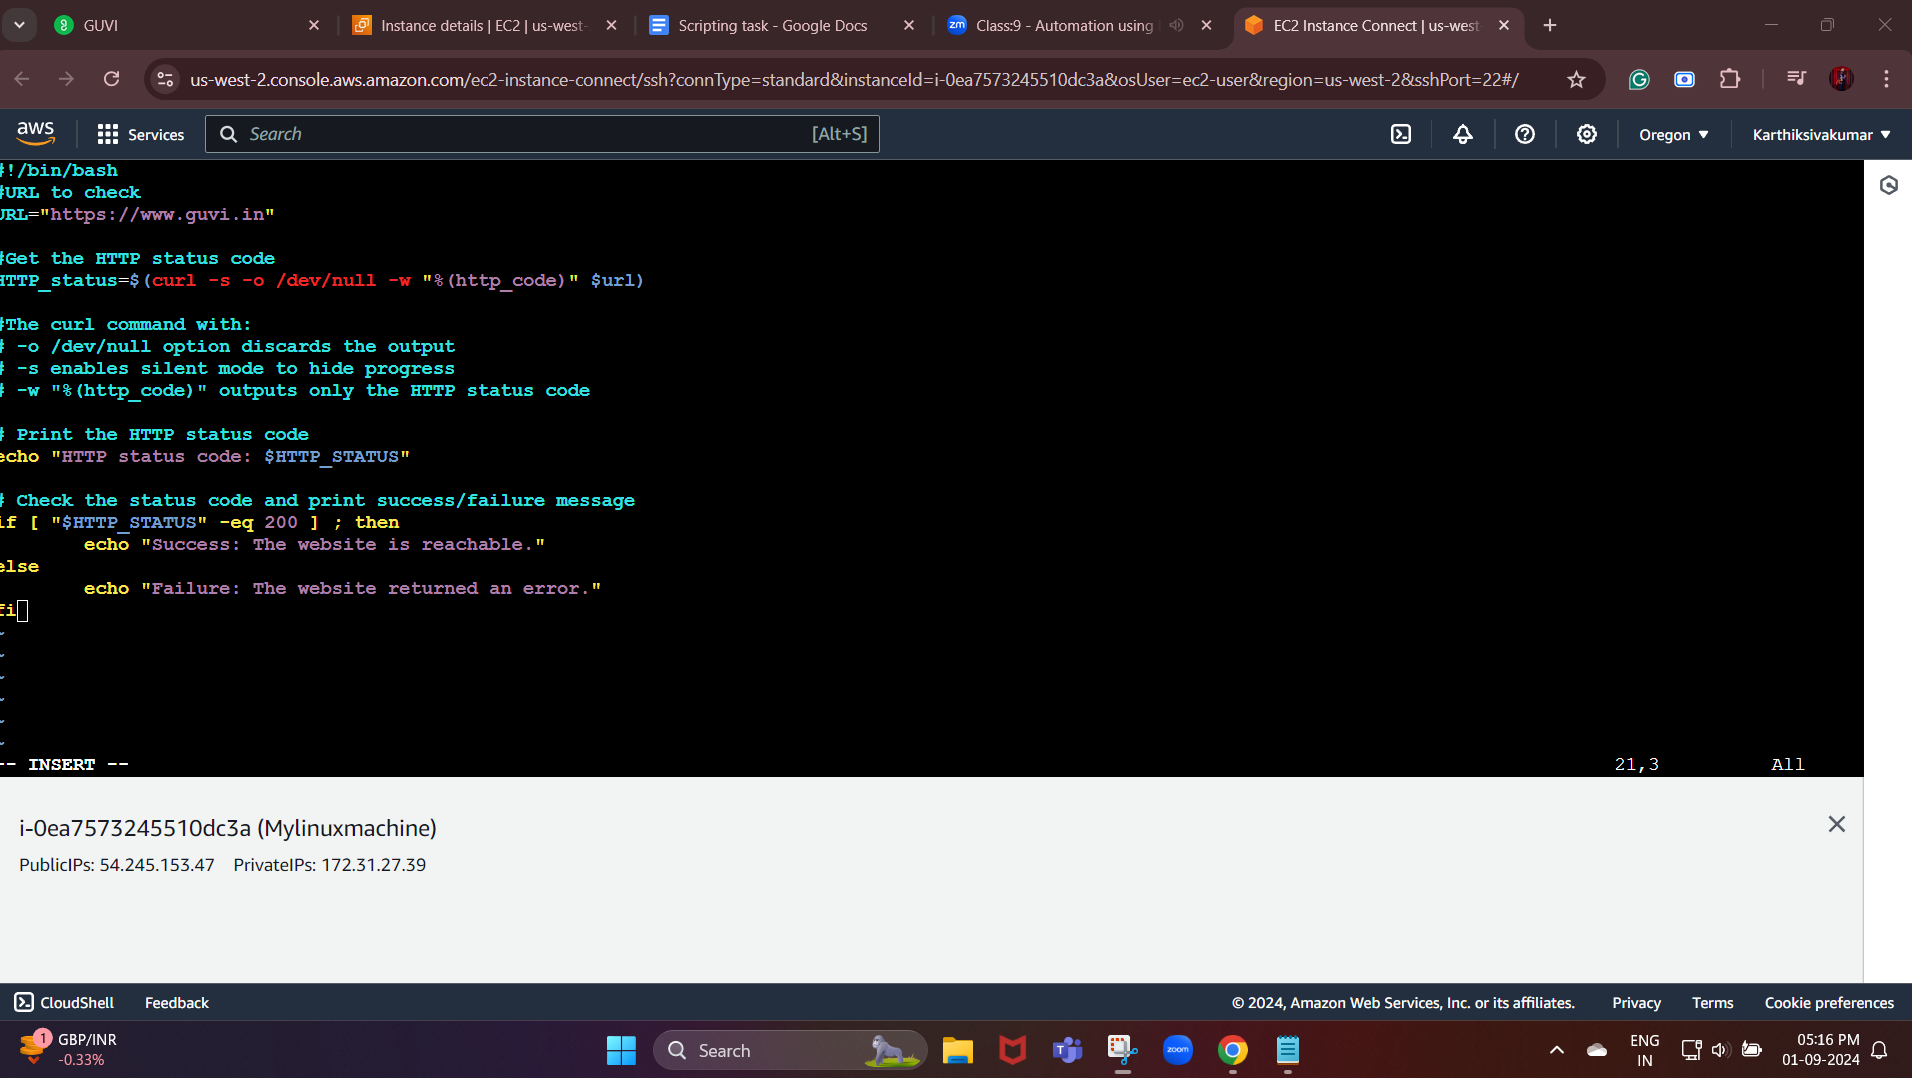 GUVI
Instance details | EC2 | us-west-
Scripting task - Google Docs
zm Class:9 - Automation using
EC2 Instance Connect | us-west
us-west-2.console.aws.amazon.com/ec2-instance-connect/ssh?connType=standard&instanceId=i-0ea7573245510dc3a&osUser=ec2-user&region=us-west-2&sshPort=22#/
aws
Services
Search
[Alt+S]
Oregon
Karthiksivakumar
#!/bin/bash
#URL to check
URL="https://www.guvi.in"
#Get the HTTP status code
HTTP_status=$(curl -s -o /dev/null -w "%(http_code)" $url)
#The curl command with:
# -o /dev/null option discards the output
# -s enables silent mode to hide progress
# -w "%(http_code)" outputs only the HTTP status code
# Print the HTTP status code
echo "HTTP status code: $HTTP_STATUS"
# Check the status code and print success/failure message
if [ "$HTTP_STATUS" -eq 200 ] ; then
echo "Success: The website is reachable."
else
echo "Failure: The website returned an error."
fi
~
~
~
~
~
~
-- INSERT --
21,3
All
i-0ea7573245510dc3a (Mylinuxmachine)
PublicIPs: 54.245.153.47 PrivateIPs: 172.31.27.39
CloudShell
Feedback
© 2024, Amazon Web Services, Inc. or its affiliates.
Privacy
Terms
Cookie preferences
1
GBP/INR
-0.33%
Search
zoom
ENG
IN
05:16 PM
01-09-2024